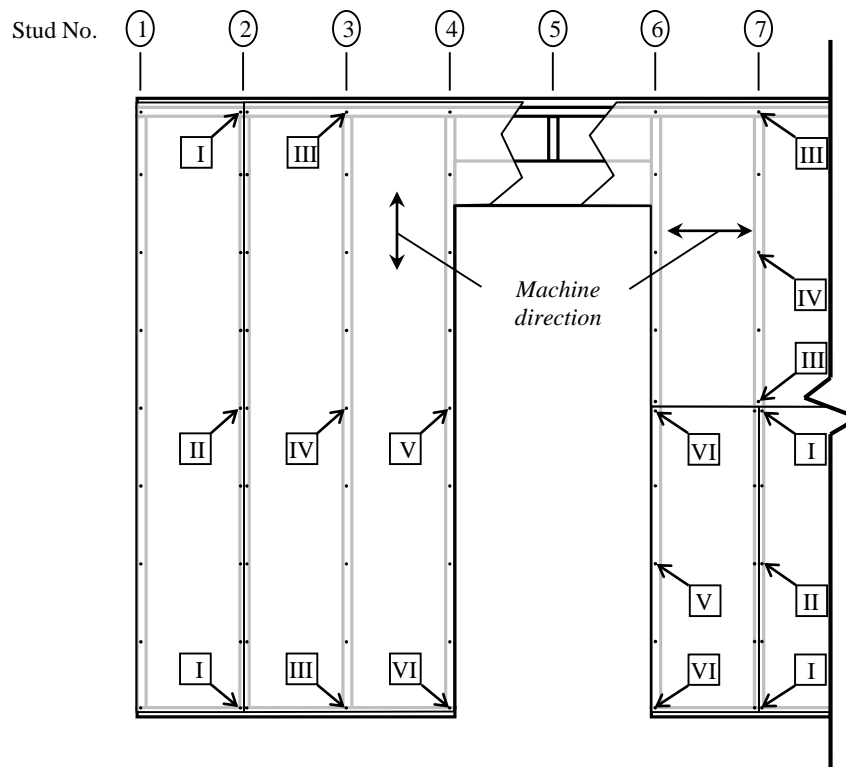 Stud No. 1 2 3 4 5 6 7
I III III
Machine
direction
IV
III
II IV V VI I
V II
I III VI VI I